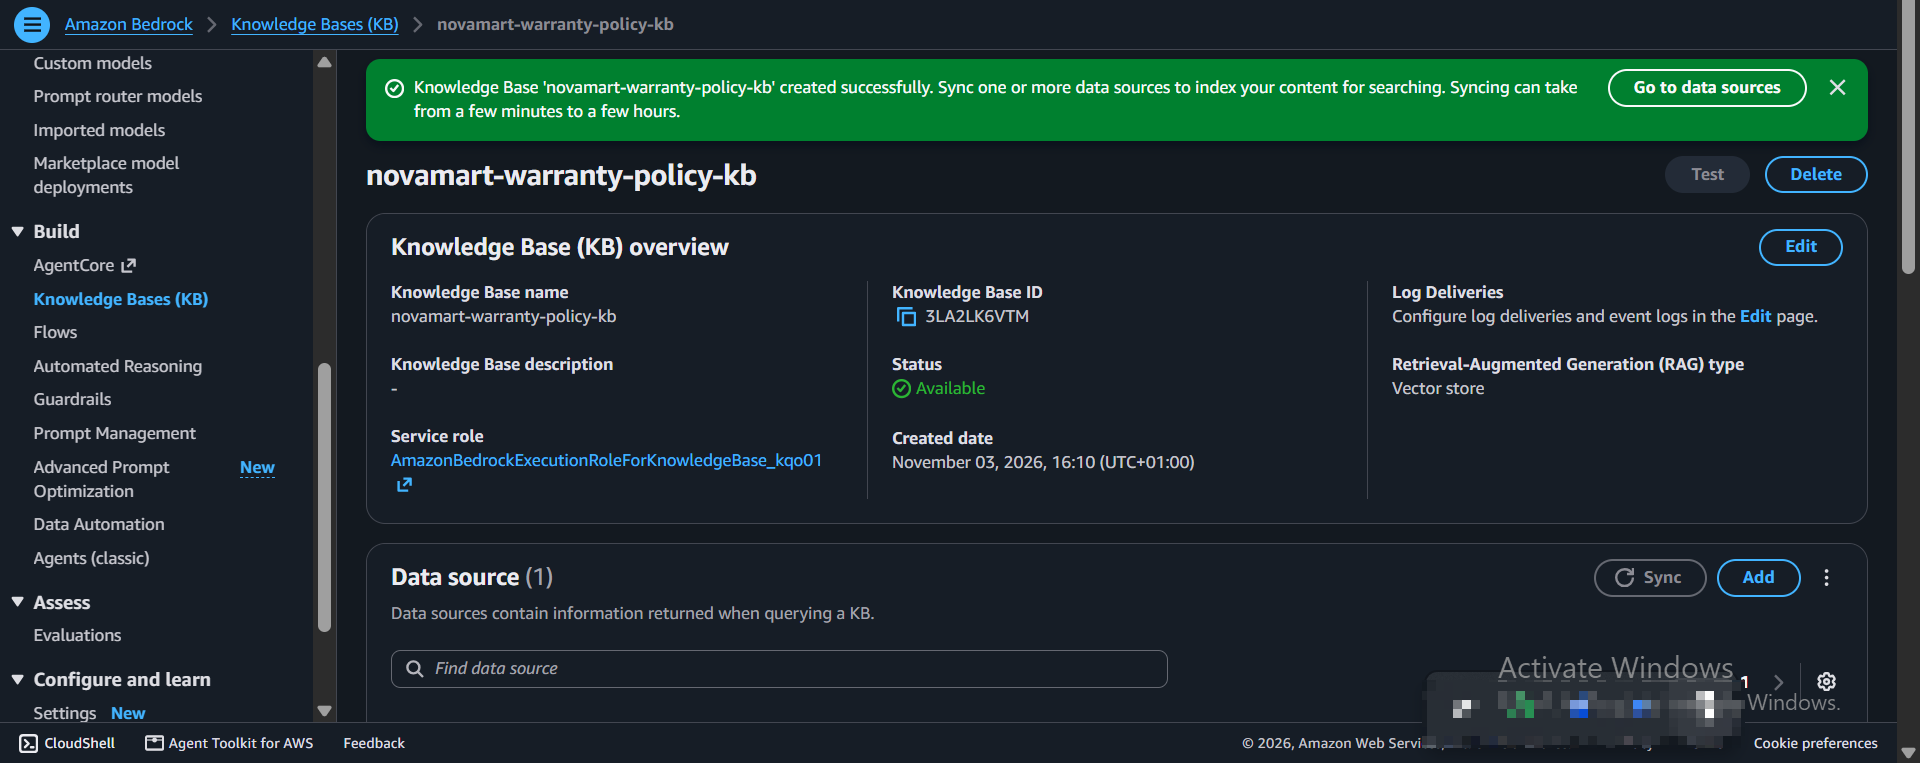 Amazon Bedrock > Knowledge Bases (KB) > novamart-warranty-policy-kb
Custom models
Prompt router models
Imported models
Marketplace model
deployments
Build
AgentCore
Knowledge Bases (KB)
Flows
Automated Reasoning
Guardrails
Prompt Management
Advanced Prompt New
Optimization
Data Automation
Agents (classic)
Assess
Evaluations
Configure and learn
Settings New
Knowledge Base 'novamart-warranty-policy-kb' created successfully. Sync one or more data sources to index your content for searching. Syncing can take
from a few minutes to a few hours.
Go to data sources
novamart-warranty-policy-kb
Test
Delete
Knowledge Base (KB) overview
Edit
Knowledge Base name
novamart-warranty-policy-kb
Knowledge Base description
-
Service role
AmazonBedrockExecutionRoleForKnowledgeBase_kqo01
Knowledge Base ID
3LA2LK6VTM
Status
Available
Created date
November 03, 2026, 16:10 (UTC+01:00)
Log Deliveries
Configure log deliveries and event logs in the Edit page.
Retrieval-Augmented Generation (RAG) type
Vector store
Data source (1)
Sync
Add
Data sources contain information returned when querying a KB.
Find data source
1
Activate Windows
Windows.
CloudShell
Agent Toolkit for AWS
Feedback
© 2026, Amazon Web
Cookie preferences